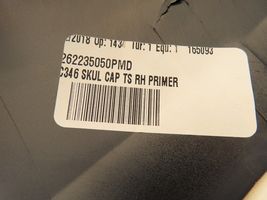 2018 Op: 143 Tur: 1 Equ: 1 165093
262235050PMD
C346 SKUL CAP TS RH PRIMER